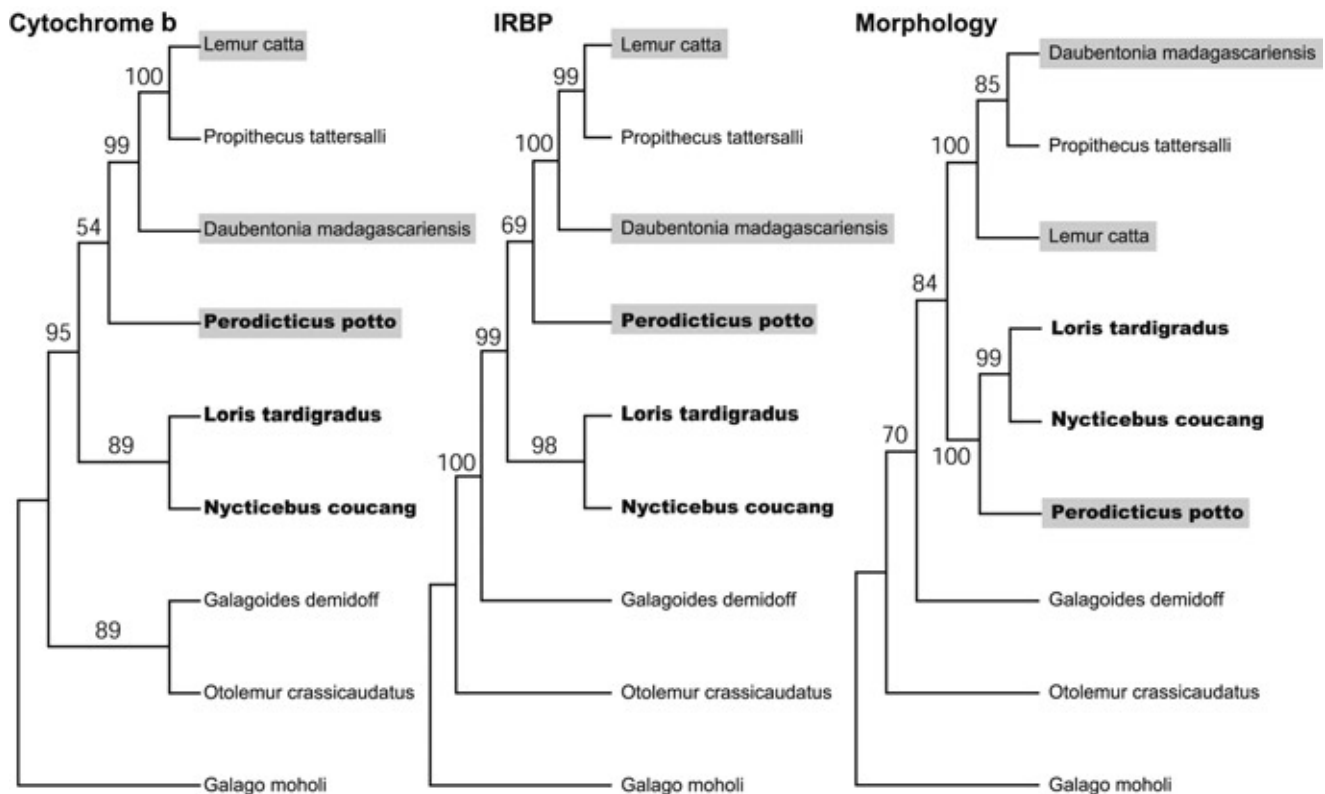 Cytochrome b
Lemur catta
100
Propithecus tattersalli
99
Daubentonia madagascariensis
54
Perodicticus potto
95
Loris tardigradus
89
Nycticebus coucang
Galagoides demidoff
89
Otolemur crassicaudatus
Galago moholi
IRBP
Lemur catta
99
Propithecus tattersalli
100
Daubentonia madagascariensis
69
Perodicticus potto
99
Loris tardigradus
98
100
Nycticebus coucang
Galagoides demidoff
Otolemur crassicaudatus
Galago moholi
Morphology
Daubentonia madagascariensis
85
Propithecus tattersalli
100
Lemur catta
84
Loris tardigradus
99
Nycticebus coucang
70
100
Perodicticus potto
Galagoides demidoff
Otolemur crassicaudatus
Galago moholi